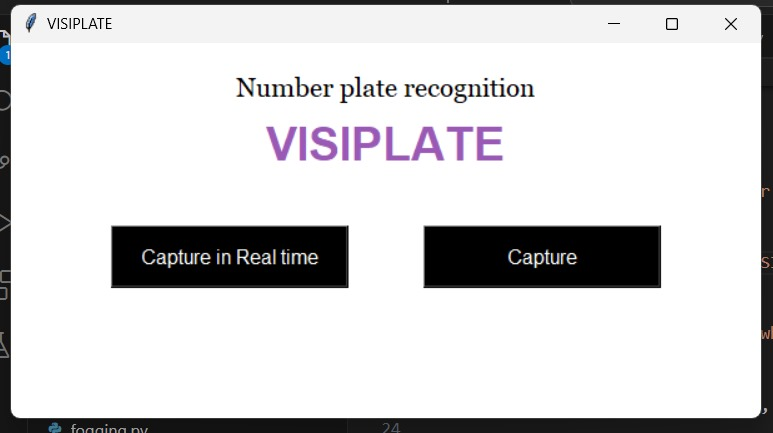 VISIPLATE
Number plate recognition
VISIPLATE
Capture in Real time
Capture
fogging.py
24